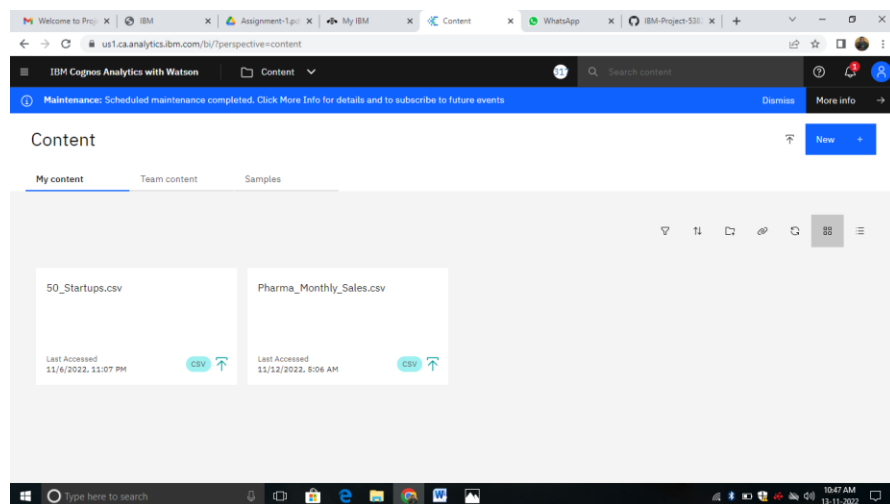 Welcome to Proj
IBM
Assignment-1.pd
My IBM
Content
WhatsApp
IBM-Project-530
us1.ca.analytics.ibm.com/bi/?perspective=content
IBM Cognos Analytics with Watson
Content
31
Search content
1
Maintenance: Scheduled maintenance completed. Click More Info for details and to subscribe to future events
Dismiss
More info
Content
New +
My content
Team content
Samples
50_Startups.csv
Pharma_Monthly_Sales.csv
Last Accessed
11/6/2022, 11:07 PM
CSV
Last Accessed
11/12/2022, 5:06 AM
CSV
Type here to search
10:47 AM
13-11-2022